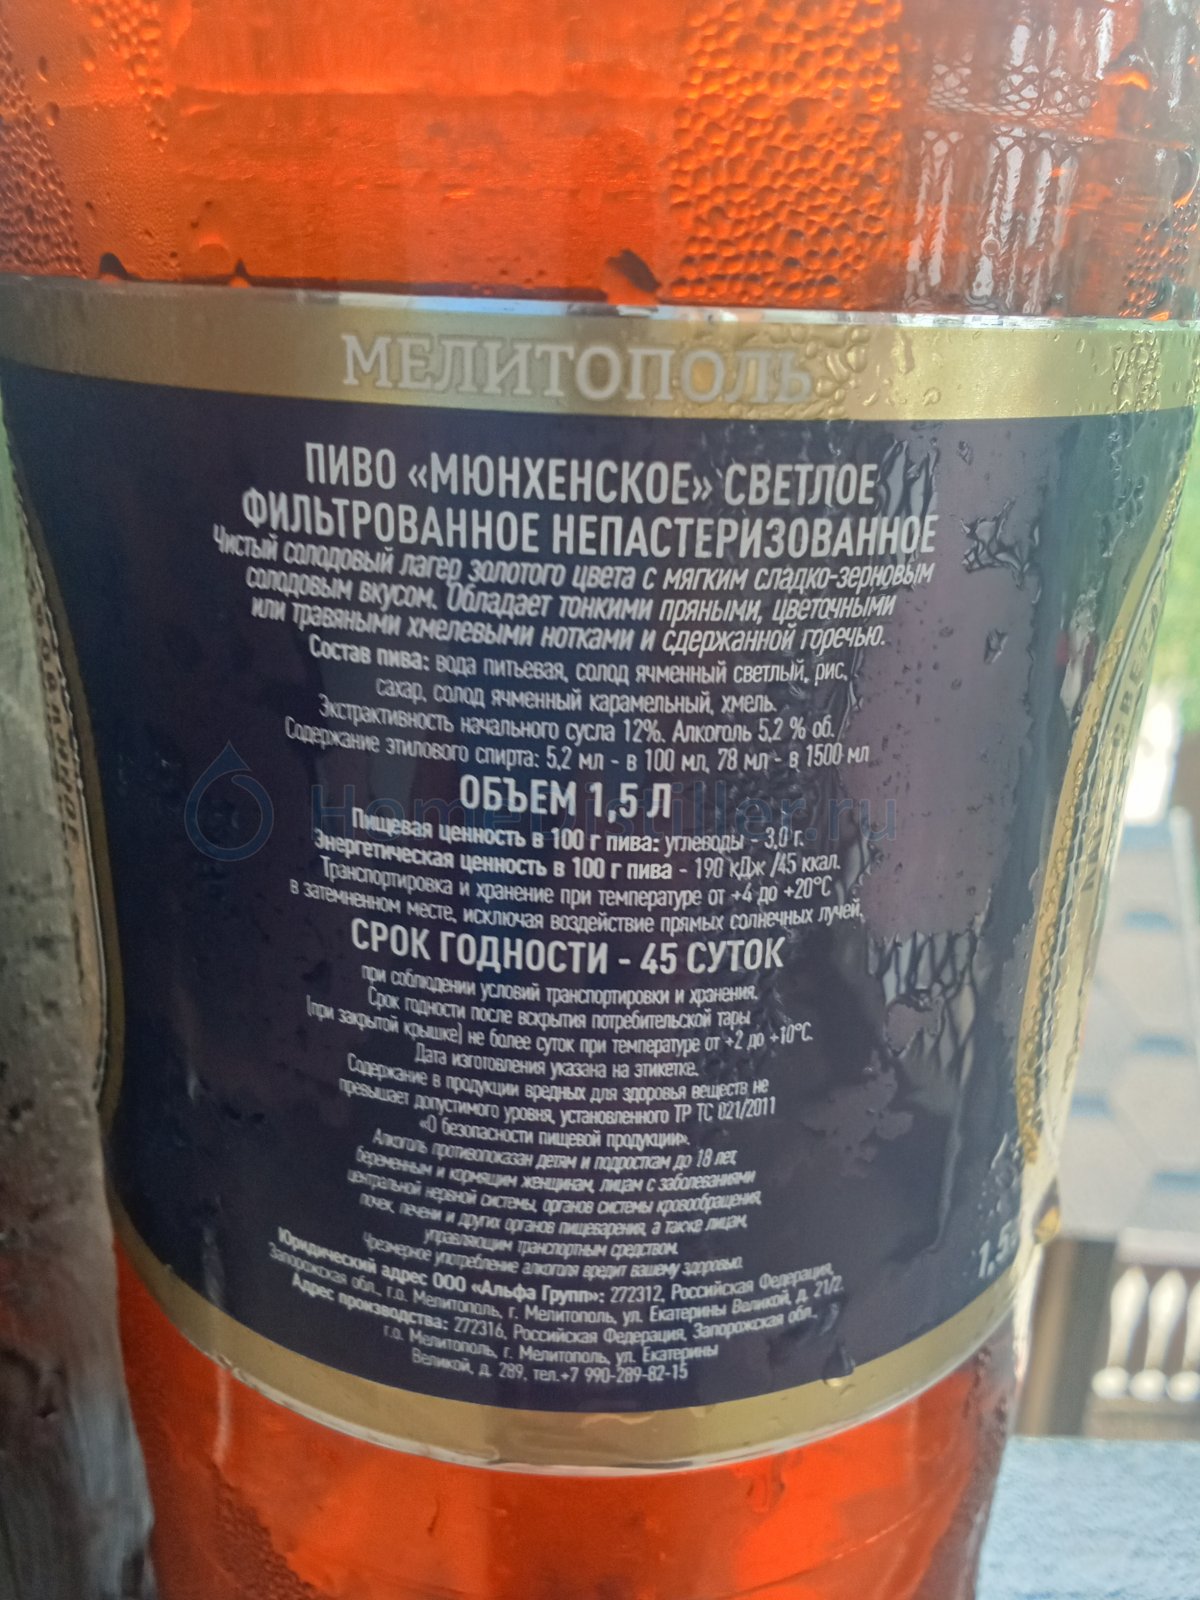 МЕЛИТОПОЛЬ
ПИВО «МЮНХЕНСКОЕ» СВЕТЛОЕ
ФИЛЬТРОВАННОЕ НЕПАСТЕРИЗОВАННОЕ
Чистый солодовый лагер золотого цвета с мягким сладко-зерновым
солодовым вкусом. Обладает тонкими пряными, цветочными
или травяными хмелевыми нотками и сдержанной горечью.
Состав пива: вода питьевая, солод ячменный светлый, рис,
сахар, солод ячменный карамельный, хмель.
Экстрактивность начального сусла 12%. Алкоголь 5,2 % об.
Содержание этилового спирта: 5,2 мл - в 100 мл, 78 мл - в 1500 мл
ОБЪЕМ 1,5 Л
HomeDistiller.ru
Пищевая ценность в 100 г пива: углеводы - 3,0 г.
Энергетическая ценность в 100 г пива - 190 кДж /45 ккал.
Транспортировка и хранение при температуре от +4 до +20°С
в затемненном месте, исключая воздействие прямых солнечных лучей.
СРОК ГОДНОСТИ - 45 СУТОК
при соблюдении условий транспортировки и хранения.
Срок годности после вскрытия потребительской тары
(при закрытой крышке) не более суток при температуре от +2 до +10°С.
Дата изготовления указана на этикетке.
Содержание в продукции вредных для здоровья веществ не
превышает допустимого уровня, установленного ТР ТС 021/2011
«О безопасности пищевой продукции».
Алкоголь противопоказан детям и подросткам до 18 лет,
беременным и кормящим женщинам, лицам с заболеваниями
центральной нервной системы, органов системы кровообращения,
почек, печени и других органов пищеварения, а также лицам,
управляющим транспортным средством.
Чрезмерное употребление алкоголя вредит вашему здоровью.
Юридический адрес ООО «Альфа Групп»: 272312, Российская Федерация,
Запорожская обл., г.о. Мелитополь, г. Мелитополь, ул. Екатерины Великой, д. 21/2.
Адрес производства: 272316, Российская Федерация, Запорожская обл.,
г.о. Мелитополь, г. Мелитополь, ул. Екатерины
Великой, д. 289, тел.+7 990-289-82-15
1,5